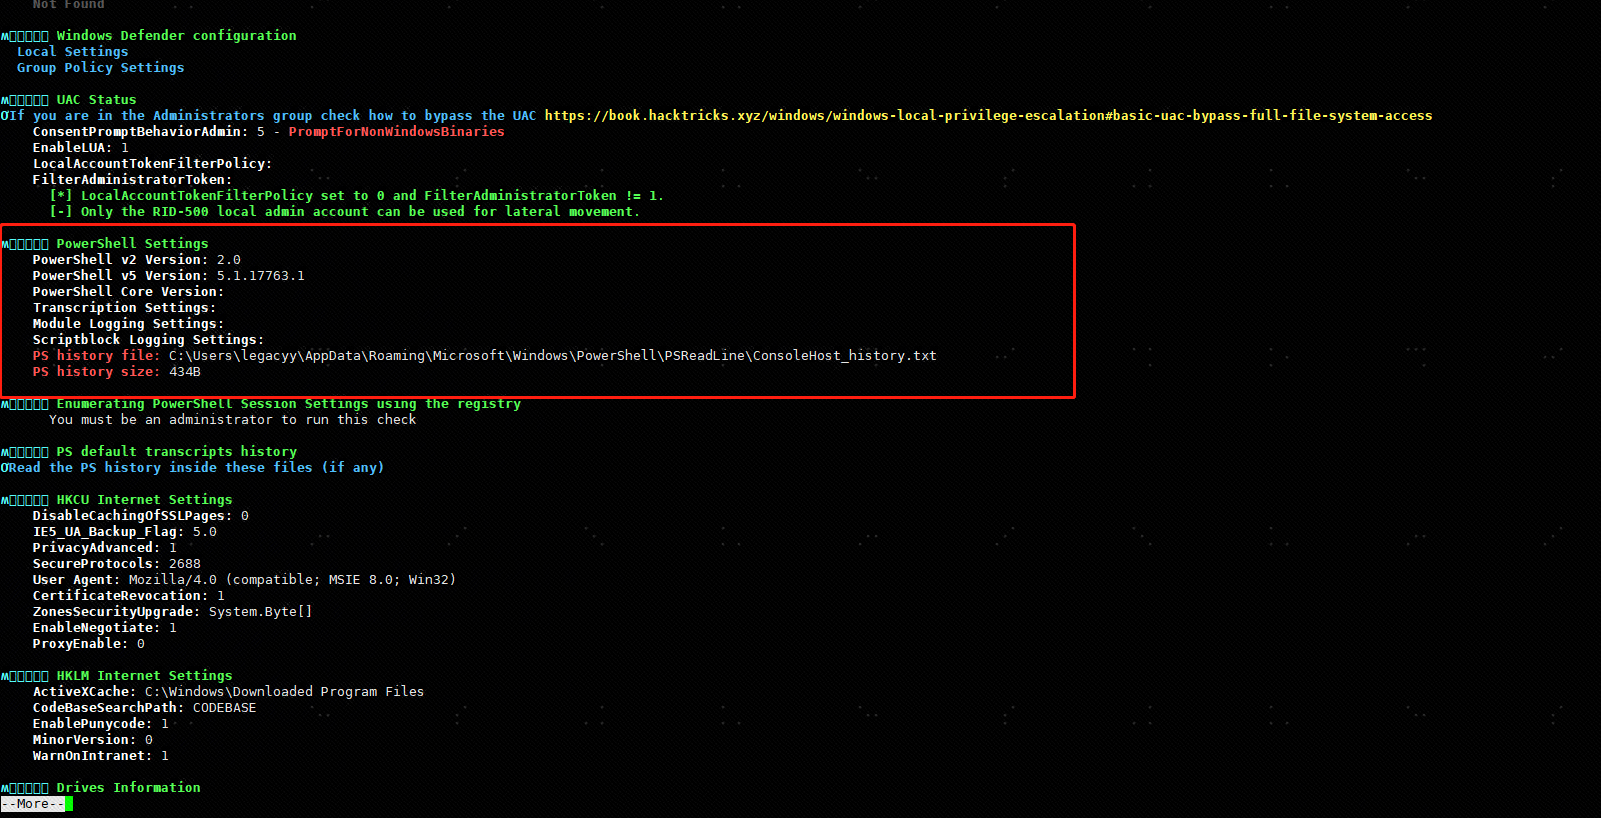 Not Found
Windows Defender configuration
Local Settings
Group Policy Settings
UAC Status
If you are in the Administrators group check how to bypass the UAC https://book.hacktricks.xyz/windows/windows-local-privilege-escalation#basic-uac-bypass-full-file-system-access
ConsentPromptBehaviorAdmin: 5 - PromptForNonWindowsBinaries
EnableLUA: 1
LocalAccountTokenFilterPolicy:
FilterAdministratorToken:
[*] LocalAccountTokenFilterPolicy set to 0 and FilterAdministratorToken != 1.
[-] Only the RID-500 local admin account can be used for lateral movement.
PowerShell Settings
PowerShell v2 Version: 2.0
PowerShell v5 Version: 5.1.17763.1
PowerShell Core Version:
Transcription Settings:
Module Logging Settings:
Scriptblock Logging Settings:
PS history file: C:\Users\legacyy\AppData\Roaming\Microsoft\Windows\PowerShell\PSReadLine\ConsoleHost_history.txt
PS history size: 434B
Enumerating PowerShell Session Settings using the registry
You must be an administrator to run this check
PS default transcripts history
Read the PS history inside these files (if any)
HKCU Internet Settings
DisableCachingOfSSLPages: 0
IE5_UA_Backup_Flag: 5.0
PrivacyAdvanced: 1
SecureProtocols: 2688
User Agent: Mozilla/4.0 (compatible; MSIE 8.0; Win32)
CertificateRevocation: 1
ZonesSecurityUpgrade: System.Byte[]
EnableNegotiate: 1
ProxyEnable: 0
HKLM Internet Settings
ActiveXCache: C:\Windows\Downloaded Program Files
CodeBaseSearchPath: CODEBASE
EnablePunycode: 1
MinorVersion: 0
WarnOnIntranet: 1
Drives Information
--More--